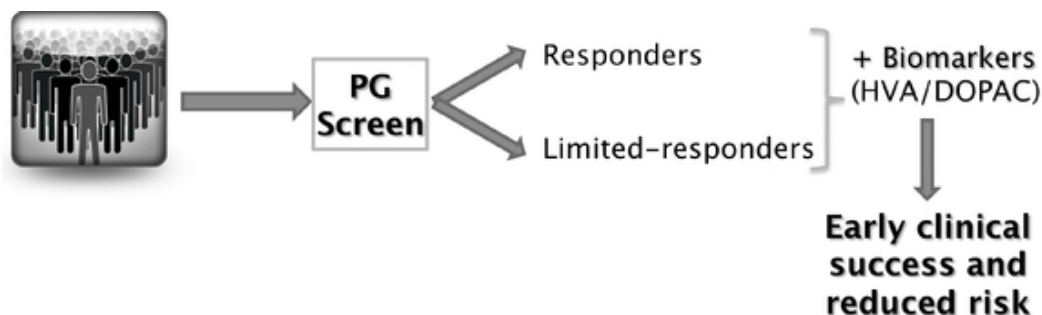 PG
Screen
Responders
Limited-responders
+ Biomarkers
(HVA/DOPAC)
Early clinical
success and
reduced risk